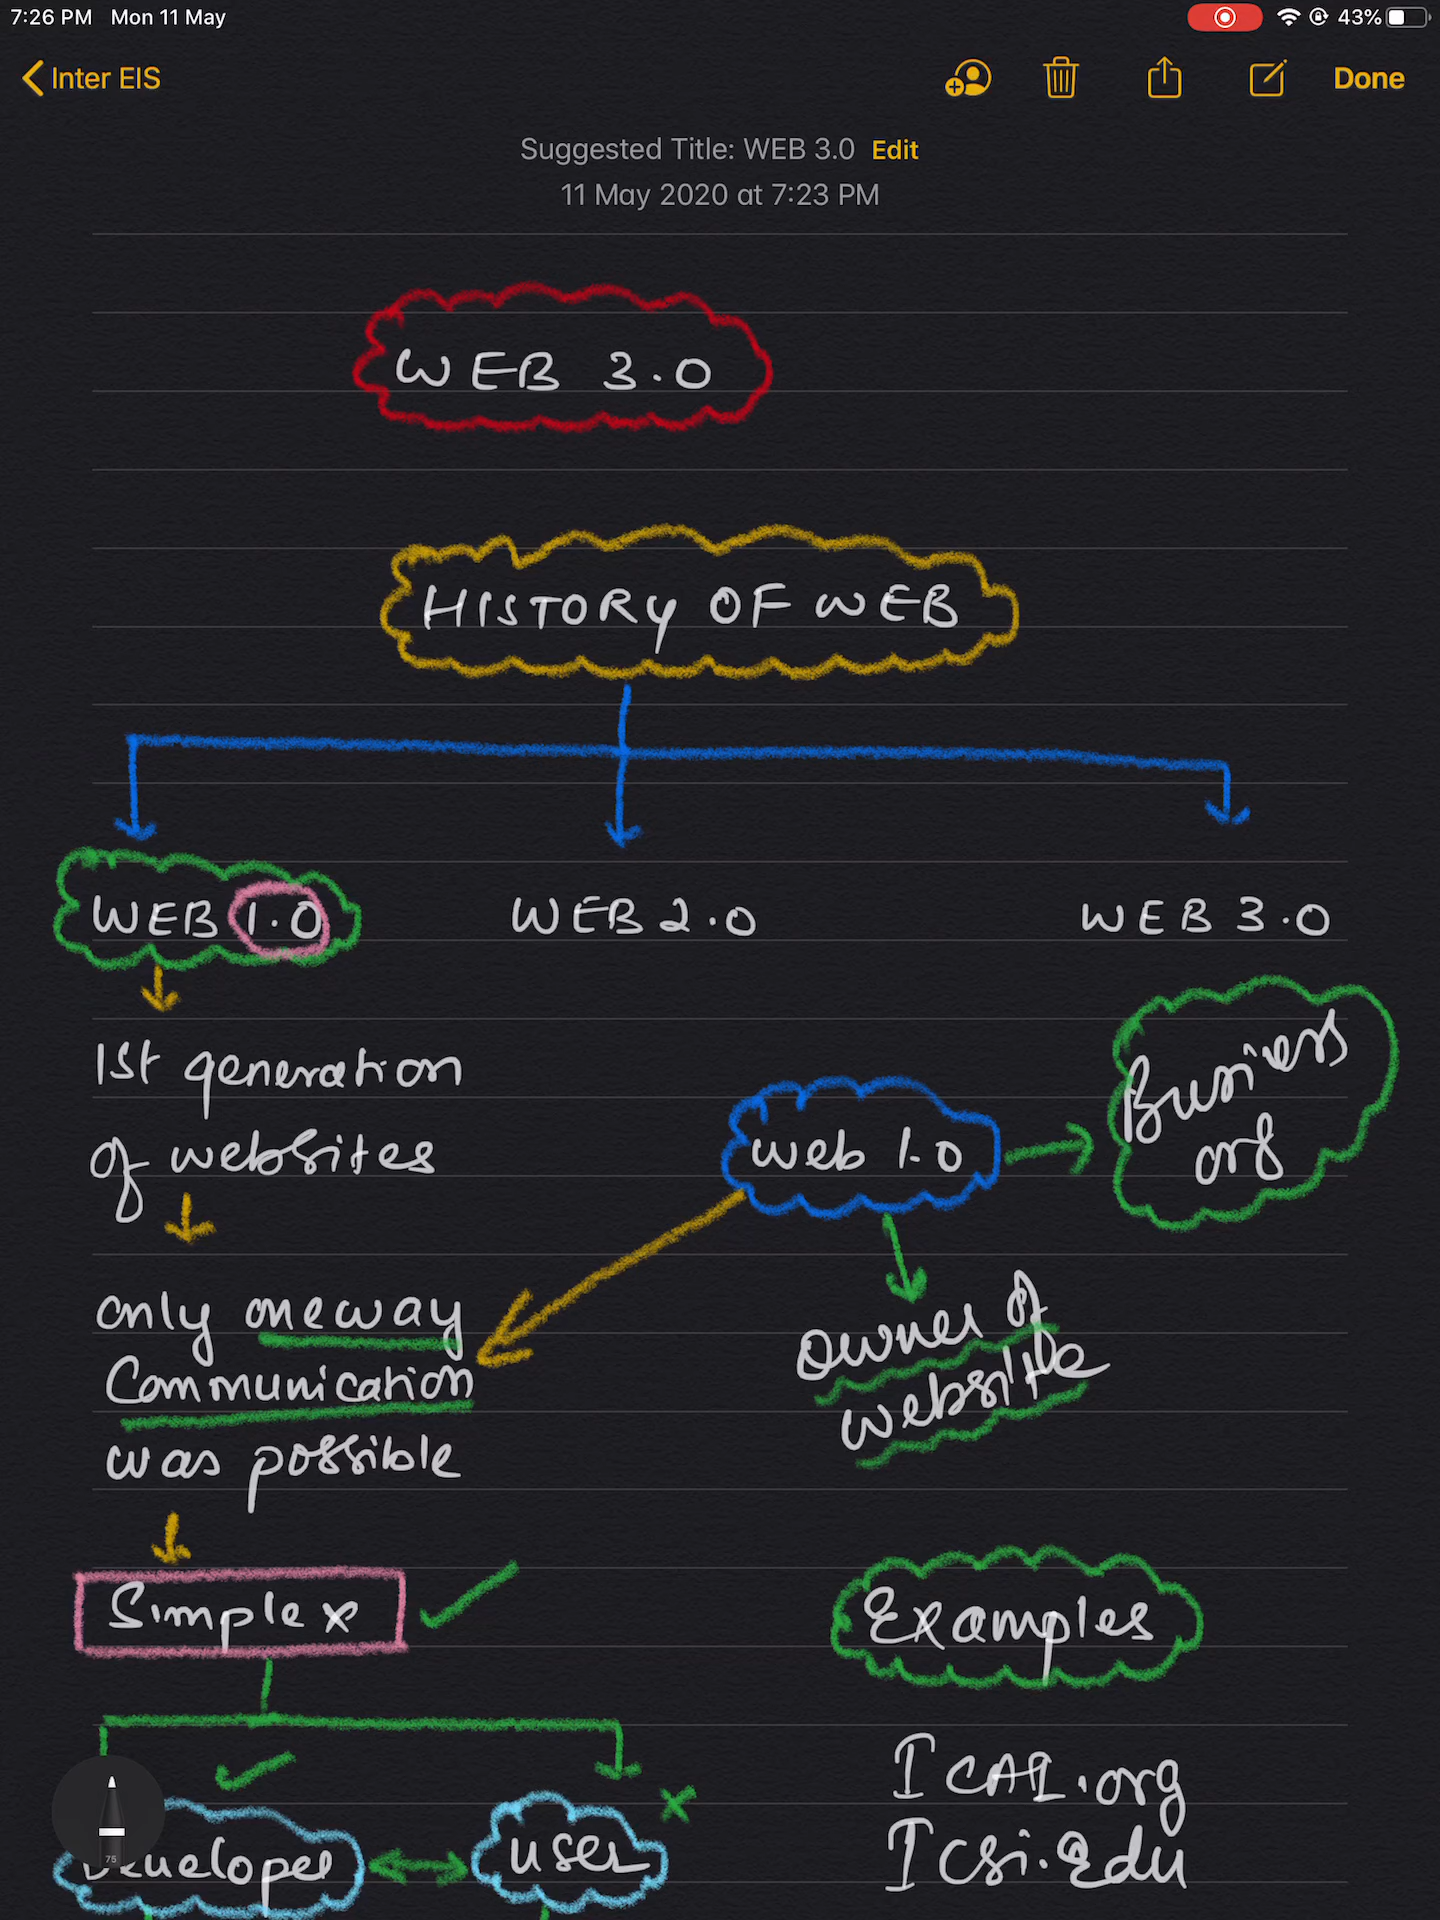 7:26 PM Mon 11 May
43%
Inter EIS
Done
Suggested Title: WEB 3.0 Edit
11 May 2020 at 7:23 PM
WEB 3.0
HISTORY OF WEB
WEB 1.0
WEB 2.0
WEB 3.0
1st generation
of websites
only oneway
Communication
was possible
Simplex
Developer
user
web 1.0
Business
org
Owner of
website
Examples
ICAI.org
Icsi.Edu
75